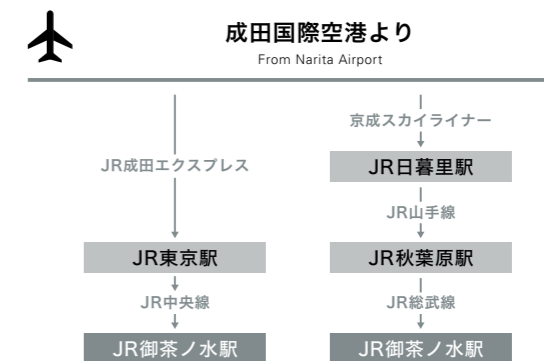 成田国際空港より
From Narita Airport
JR成田エクスプレス
JR東京駅
JR中央線
JR御茶ノ水駅
京成スカイライナー
JR日暮里駅
JR山手線
JR秋葉原駅
JR総武線
JR御茶ノ水駅